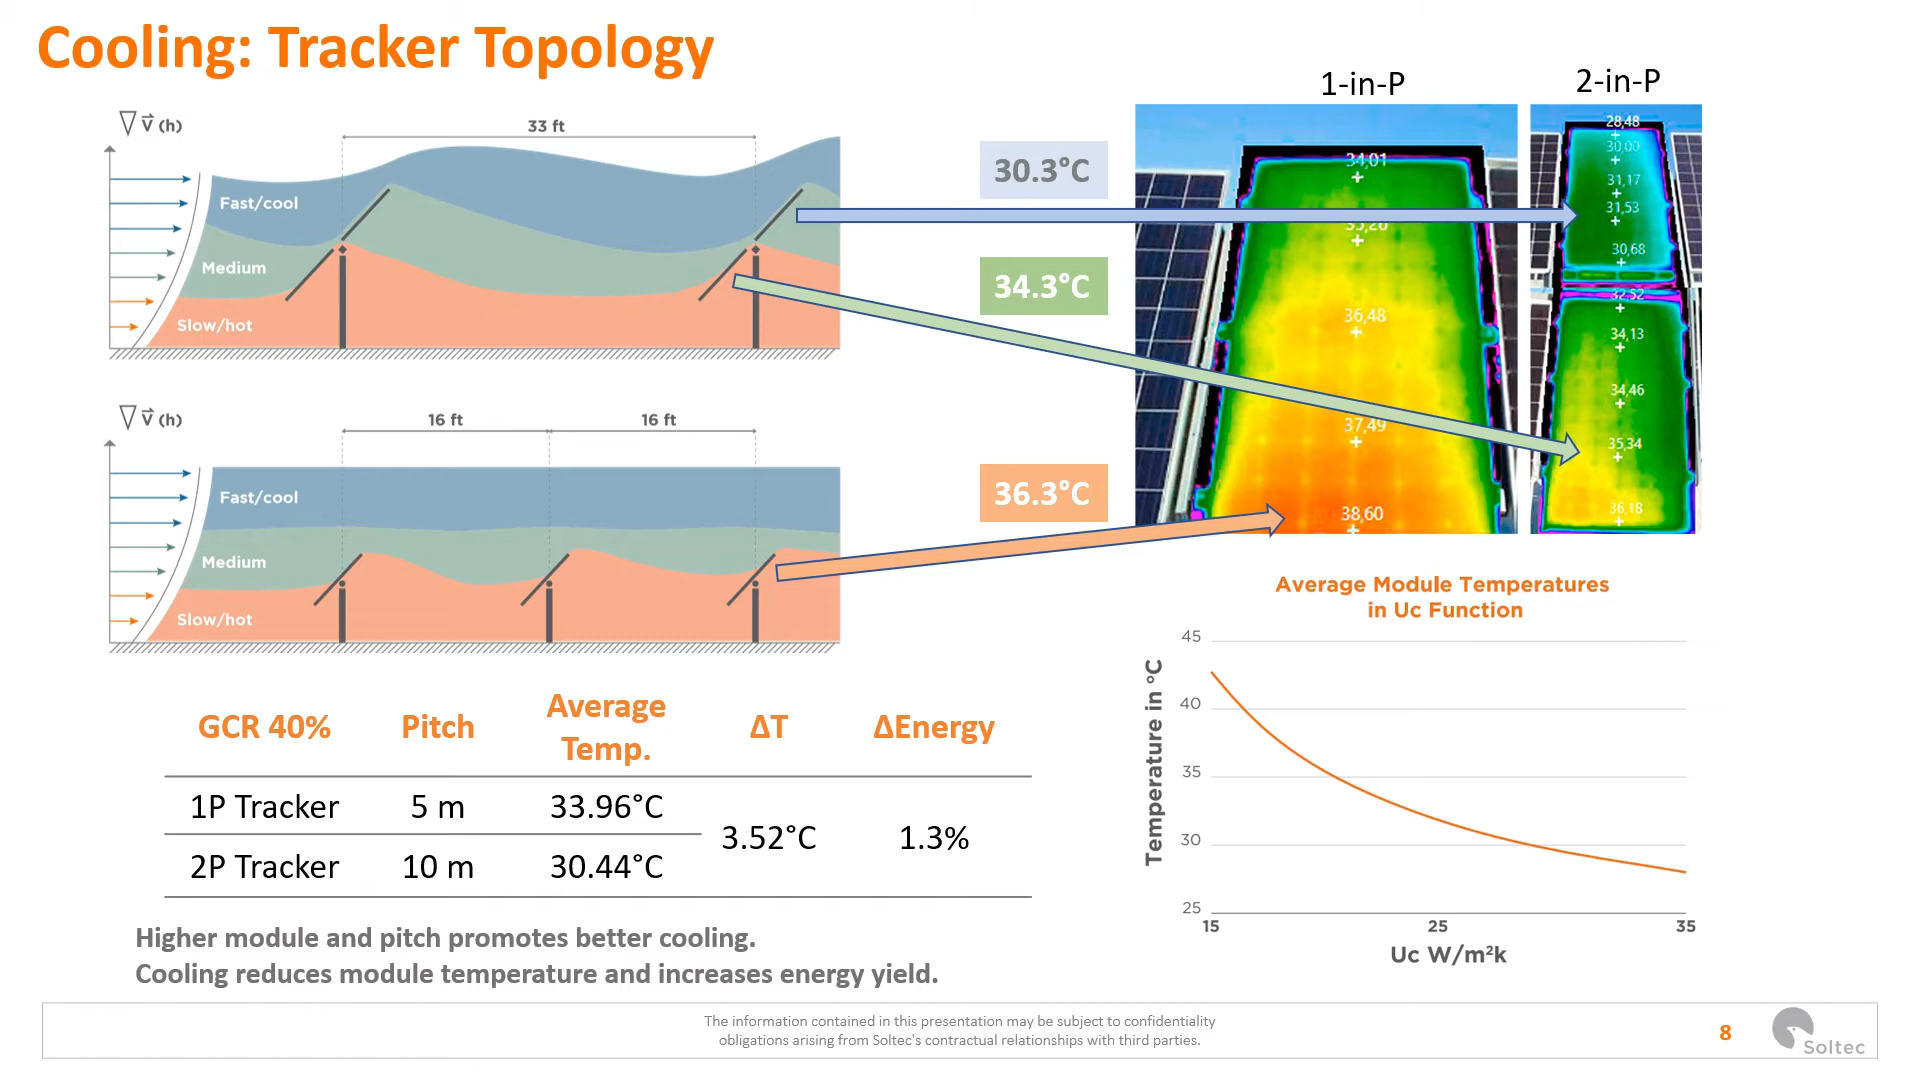 Cooling: Tracker Topology
V (h)
33 ft
Fast/cool
Medium
Slow/hot
V (h)
16 ft
16 ft
Fast/cool
Medium
Slow/hot
30.3°C
34.3°C
36.3°C
1-in-P
2-in-P
34,01
35,26
36,48
37,49
38,60
28,48
30,00
31,17
31,53
30,68
32,52
34,13
34,46
35,34
36,18
GCR 40% Pitch Average Temp. ΔT ΔEnergy
1P Tracker 5 m 33.96°C
3.52°C 1.3%
2P Tracker 10 m 30.44°C
Higher module and pitch promotes better cooling.
Cooling reduces module temperature and increases energy yield.
Average Module Temperatures
in Uc Function
Temperature in °C
45
40
35
30
25
15 25 35
Uc W/m²k
The information contained in this presentation may be subject to confidentiality
obligations arising from Soltec's contractual relationships with third parties.
8
Soltec